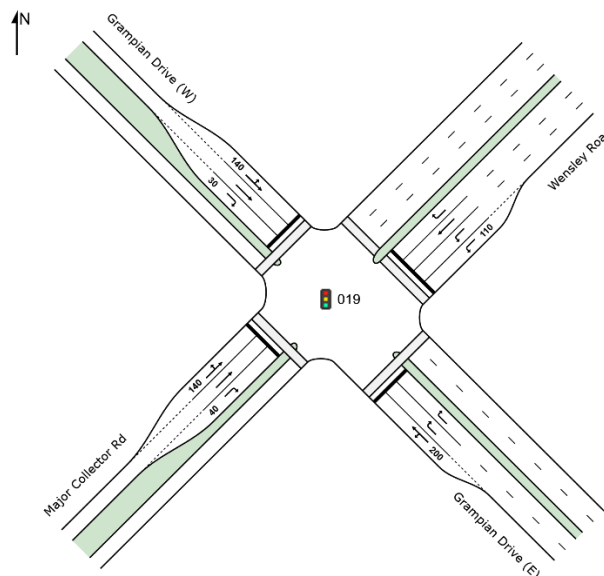 N
Grampian Drive (W)
140
30
Wensley Road
110
019
140
40
Major Collector Rd
200
Grampian Drive (E)